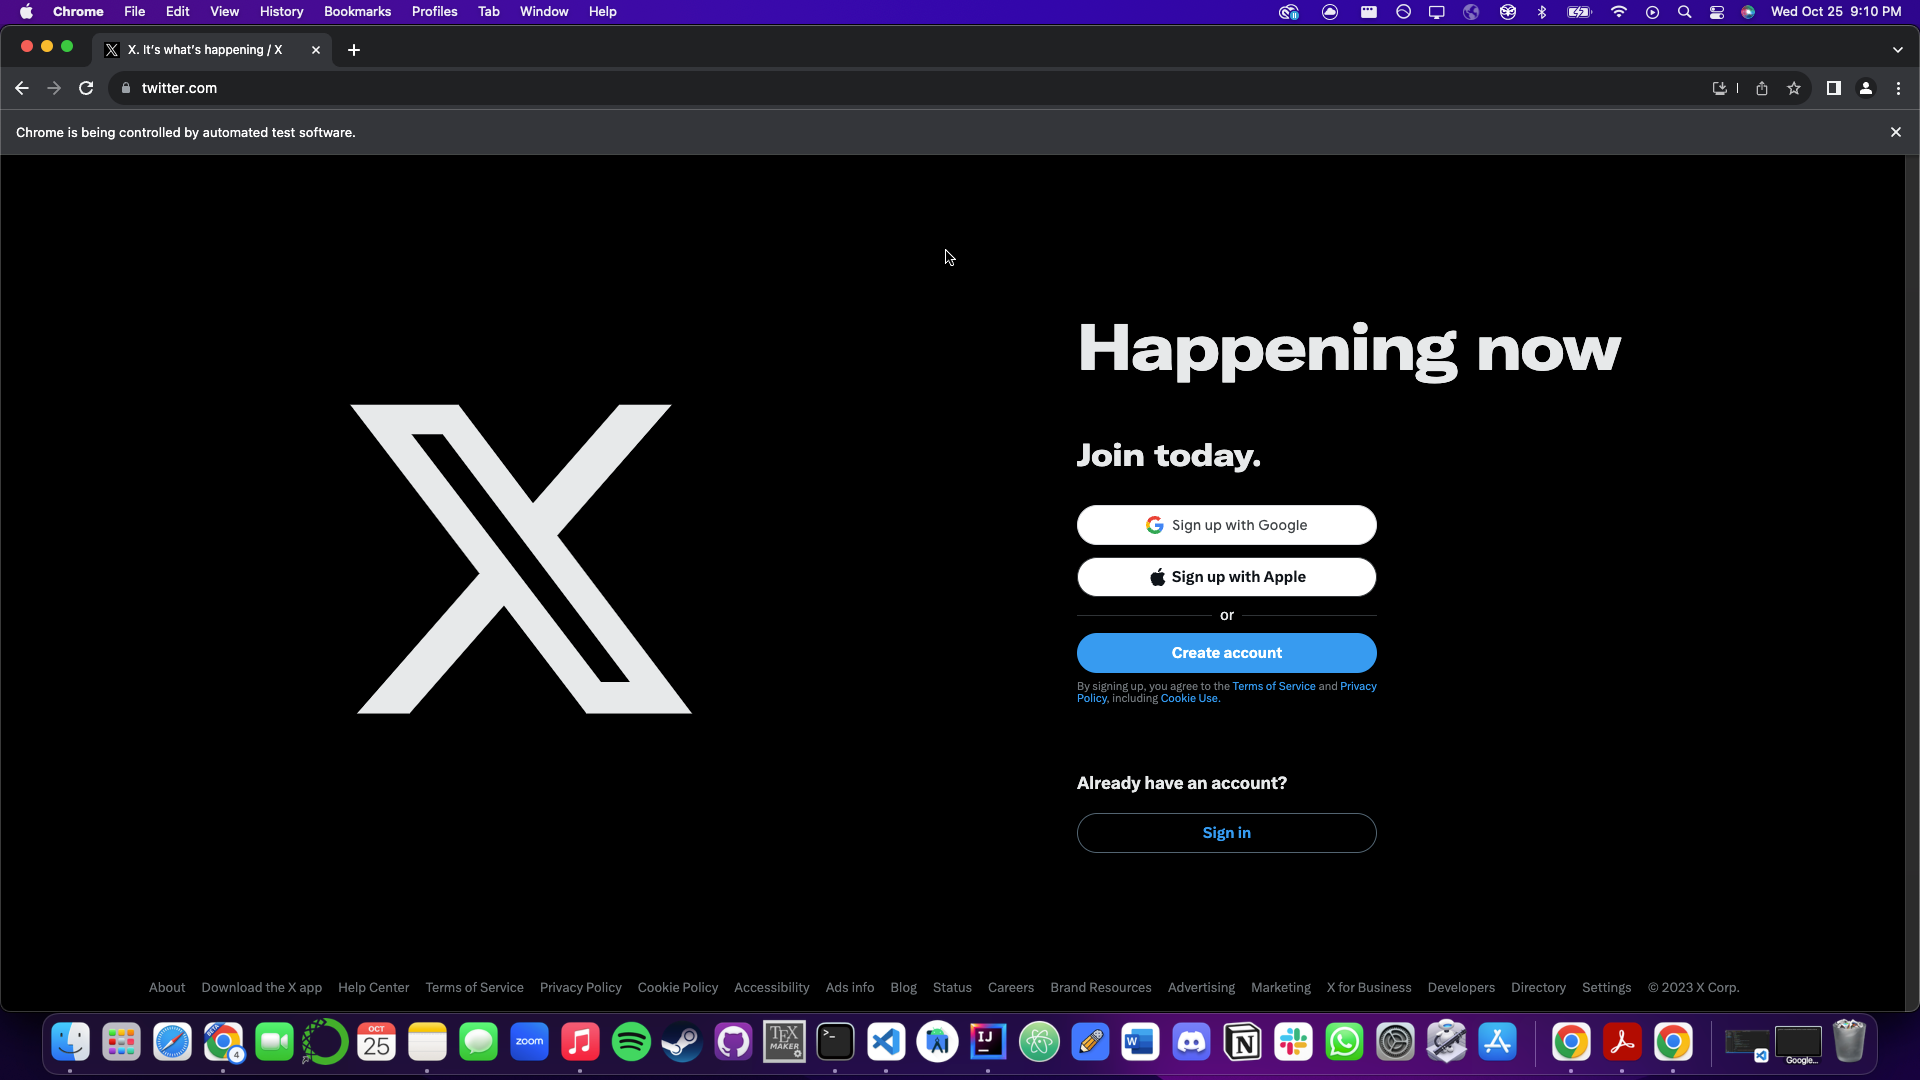 Chrome File Edit View History Bookmarks Profiles Tab Window Help Wed Oct 25 9:10 PM
X. It's what's happening / X
twitter.com
Chrome is being controlled by automated test software.
Happening now
Join today.
Sign up with Google
Sign up with Apple
or
Create account
By signing up, you agree to the Terms of Service and Privacy
Policy, including Cookie Use.
Already have an account?
Sign in
About Download the X app Help Center Terms of Service Privacy Policy Cookie Policy Accessibility Ads info Blog Status Careers Brand Resources Advertising Marketing X for Business Developers Directory Settings © 2023 X Corp.
BETA 4 OCT 25 zoom TEX MAKER >_ IJ W N Google...